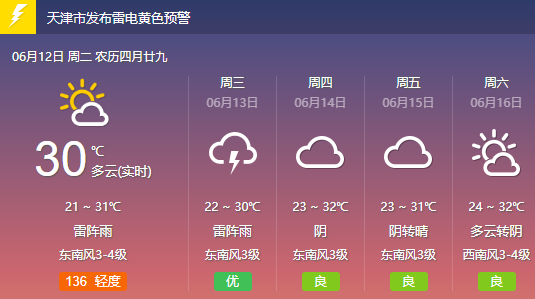 天津市发布雷电黄色预警
06月12日 周二 农历四月廿九
30 ℃
多云(实时)
21 ~ 31℃
雷阵雨
东南风3-4级
136 轻度
周三
06月13日
22 ~ 30℃
雷阵雨
东南风3级
优
周四
06月14日
23 ~ 32℃
阴
东南风3级
良
周五
06月15日
23 ~ 31℃
阴转晴
东南风3级
良
周六
06月16日
24 ~ 32℃
多云转阴
西南风3-4级
良